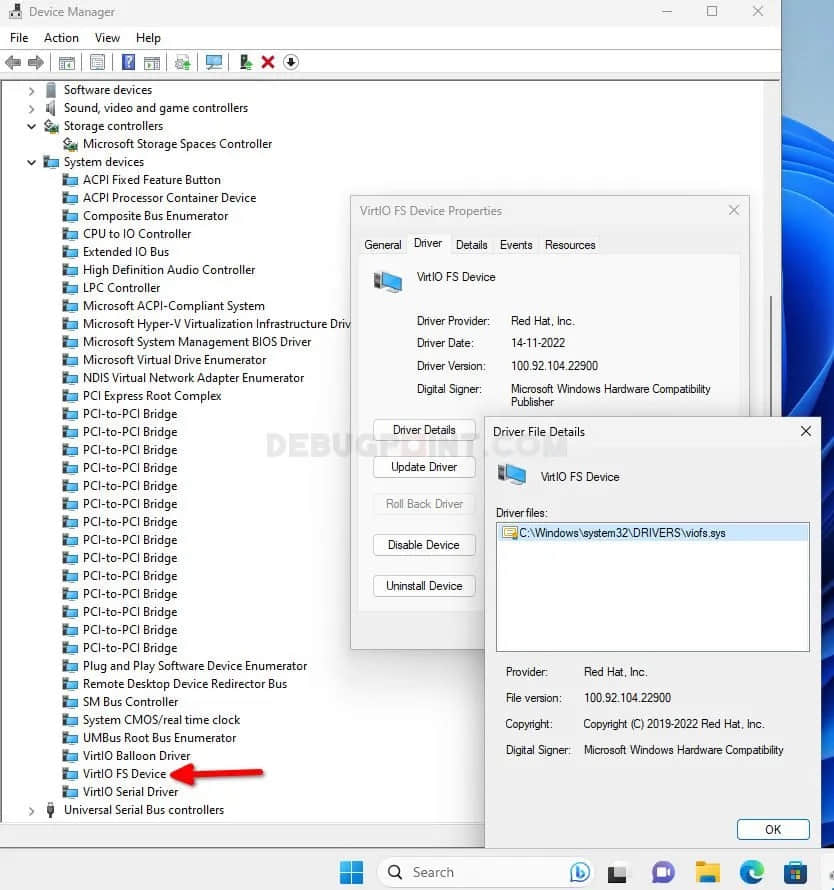 Device Manager
File Action View Help
Software devices
Sound, video and game controllers
Storage controllers
Microsoft Storage Spaces Controller
System devices
ACPI Fixed Feature Button
ACPI Processor Container Device
Composite Bus Enumerator
CPU to IO Controller
Extended IO Bus
High Definition Audio Controller
LPC Controller
Microsoft ACPI-Compliant System
Microsoft Hyper-V Virtualization Infrastructure Driv
Microsoft System Management BIOS Driver
Microsoft Virtual Drive Enumerator
NDIS Virtual Network Adapter Enumerator
PCI Express Root Complex
PCI-to-PCI Bridge
PCI-to-PCI Bridge
PCI-to-PCI Bridge
PCI-to-PCI Bridge
PCI-to-PCI Bridge
PCI-to-PCI Bridge
PCI-to-PCI Bridge
PCI-to-PCI Bridge
PCI-to-PCI Bridge
PCI-to-PCI Bridge
PCI-to-PCI Bridge
PCI-to-PCI Bridge
PCI-to-PCI Bridge
PCI-to-PCI Bridge
Plug and Play Software Device Enumerator
Remote Desktop Device Redirector Bus
SM Bus Controller
System CMOS/real time clock
UMBus Root Bus Enumerator
VirtIO Balloon Driver
VirtIO FS Device
VirtIO Serial Driver
Universal Serial Bus controllers
VirtIO FS Device Properties
General Driver Details Events Resources
VirtIO FS Device
Driver Provider: Red Hat, Inc.
Driver Date: 14-11-2022
Driver Version: 100.92.104.22900
Digital Signer: Microsoft Windows Hardware Compatibility
Publisher
Driver Details
Update Driver
Roll Back Driver
Disable Device
Uninstall Device
DEBUGPOINT.COM
Driver File Details
VirtIO FS Device
Driver files:
C:\Windows\system32\DRIVERS\viofs.sys
Provider: Red Hat, Inc.
File version: 100.92.104.22900
Copyright: Copyright (C) 2019-2022 Red Hat, Inc.
Digital Signer: Microsoft Windows Hardware Compatibility
OK
Search